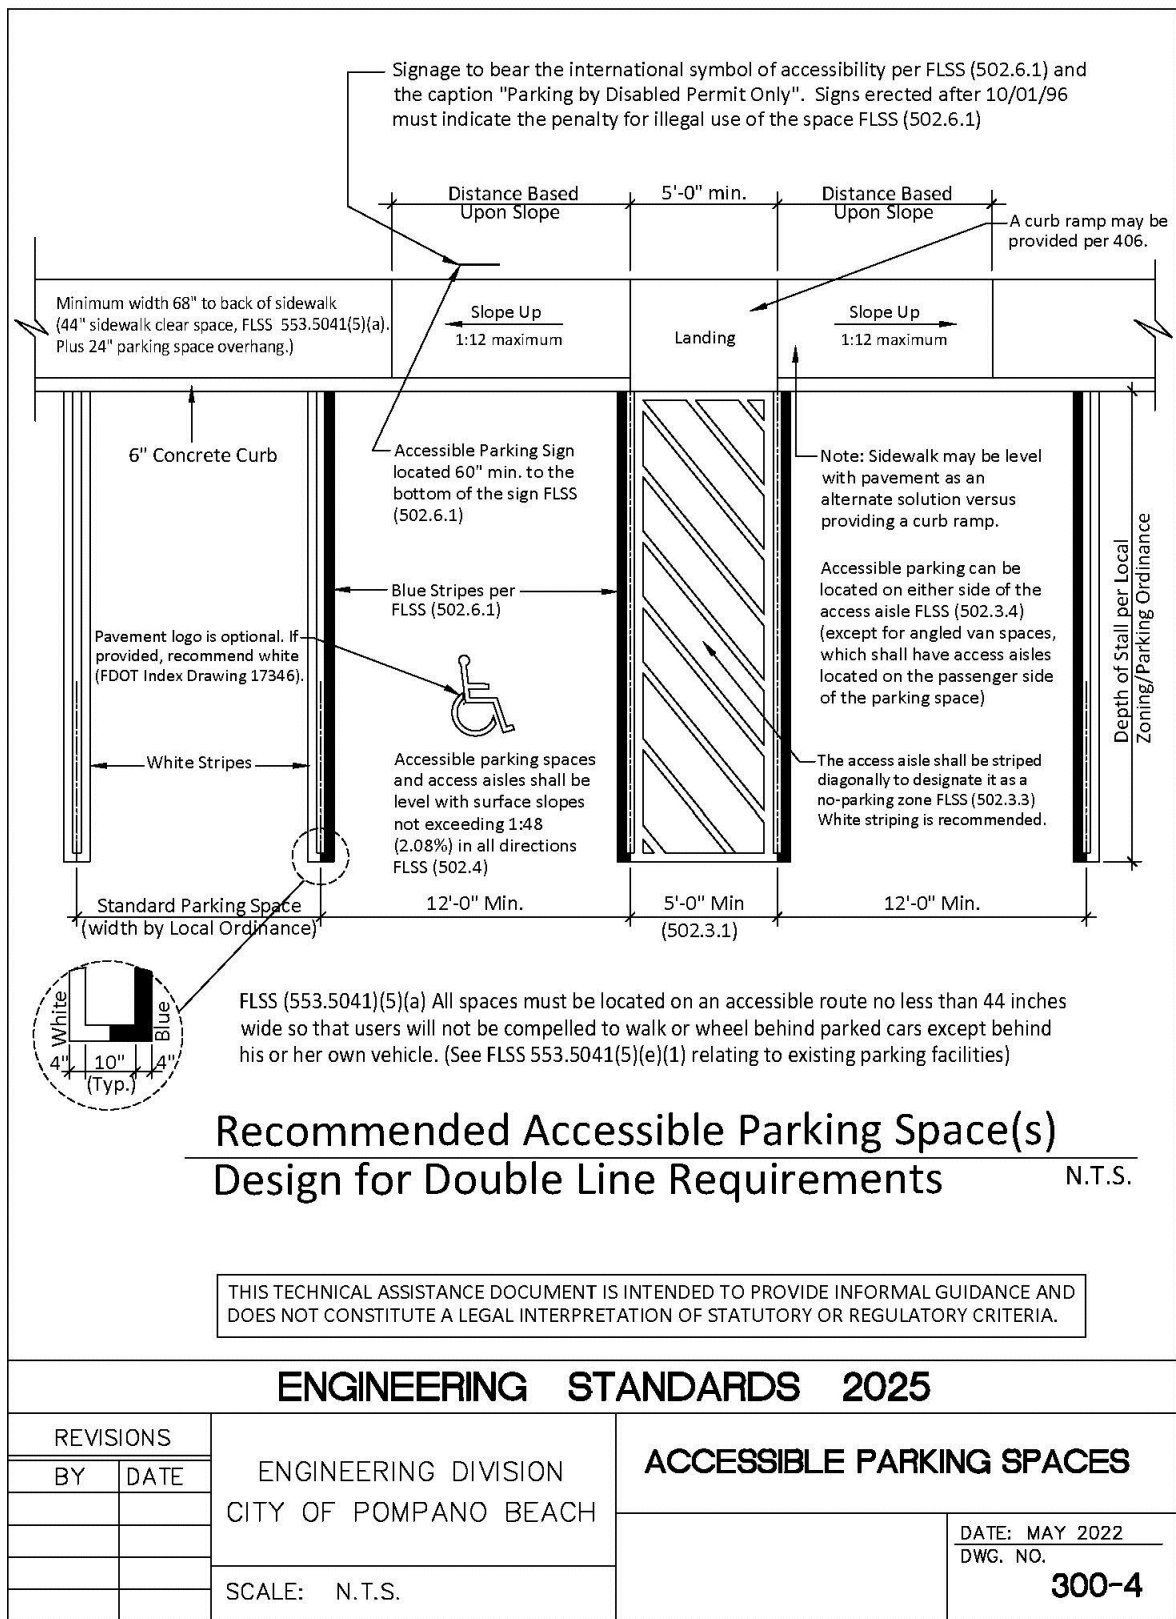 Signage to bear the international symbol of accessibility per FLSS (502.6.1) and
the caption "Parking by Disabled Permit Only". Signs erected after 10/01/96
must indicate the penalty for illegal use of the space FLSS (502.6.1)
Distance Based
Upon Slope
5'-0" min.
Distance Based
Upon Slope
A curb ramp may be
provided per 406.
Minimum width 68" to back of sidewalk
(44" sidewalk clear space, FLSS 553.5041(5)(a).
Plus 24" parking space overhang.)
Slope Up
1:12 maximum
Landing
Slope Up
1:12 maximum
6" Concrete Curb
Accessible Parking Sign
located 60" min. to the
bottom of the sign FLSS
(502.6.1)
Note: Sidewalk may be level
with pavement as an
alternate solution versus
providing a curb ramp.
Accessible parking can be
located on either side of the
access aisle FLSS (502.3.4)
(except for angled van spaces,
which shall have access aisles
located on the passenger side
of the parking space)
Depth of Stall per Local
Zoning/Parking Ordinance
Blue Stripes per
FLSS (502.6.1)
Pavement logo is optional. If
provided, recommend white
(FDOT Index Drawing 17346).
White Stripes
Accessible parking spaces
and access aisles shall be
level with surface slopes
not exceeding 1:48
(2.08%) in all directions
FLSS (502.4)
The access aisle shall be striped
diagonally to designate it as a
no-parking zone FLSS (502.3.3)
White striping is recommended.
Standard Parking Space
(width by Local Ordinance)
12'-0" Min.
5'-0" Min
(502.3.1)
12'-0" Min.
White
Blue
4"
10"
(Typ.)
4"
FLSS (553.5041)(5)(a) All spaces must be located on an accessible route no less than 44 inches
wide so that users will not be compelled to walk or wheel behind parked cars except behind
his or her own vehicle. (See FLSS 553.5041(5)(e)(1) relating to existing parking facilities)
Recommended Accessible Parking Space(s)
Design for Double Line Requirements
N.T.S.
THIS TECHNICAL ASSISTANCE DOCUMENT IS INTENDED TO PROVIDE INFORMAL GUIDANCE AND
DOES NOT CONSTITUTE A LEGAL INTERPRETATION OF STATUTORY OR REGULATORY CRITERIA.
ENGINEERING STANDARDS 2025
REVISIONS
BY DATE
ENGINEERING DIVISION
CITY OF POMPANO BEACH
SCALE: N.T.S.
ACCESSIBLE PARKING SPACES
DATE: MAY 2022
DWG. NO.
300-4